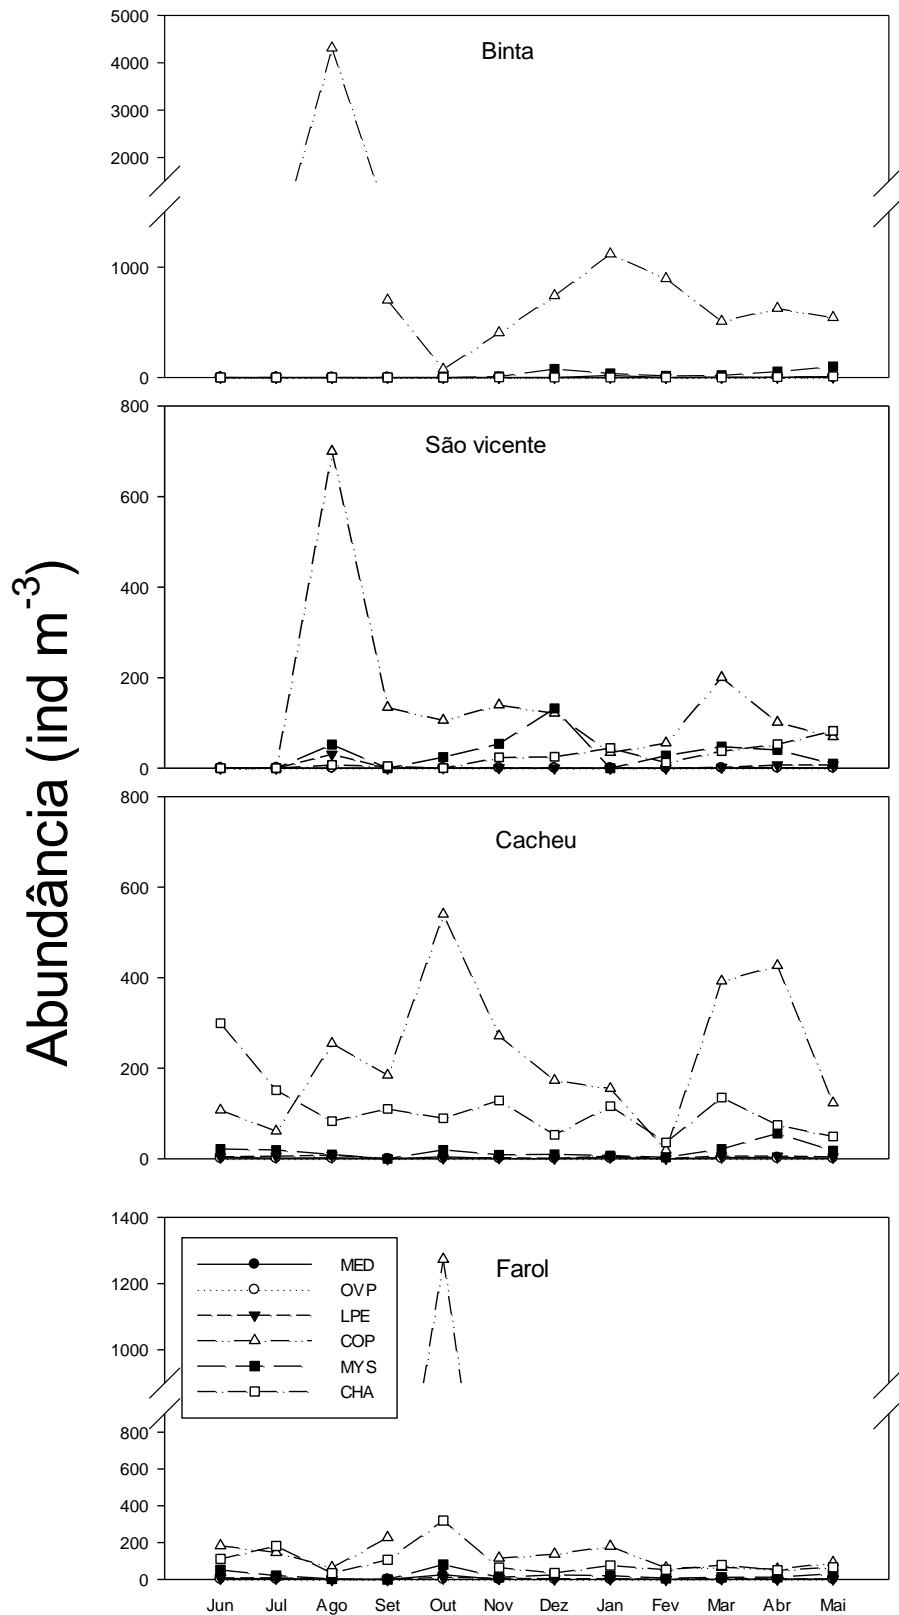 Abundância (ind m⁻³)
5000
Binta
4000
3000
2000
1000
0
800
São vicente
600
400
200
0
800
Cacheu
600
400
200
0
1400
Farol
1200
1000
MED
OVP
LPE
COP
MYS
CHA
800
600
400
200
0
Jun Jul Ago Set Out Nov Dez Jan Fev Mar Abr Mai